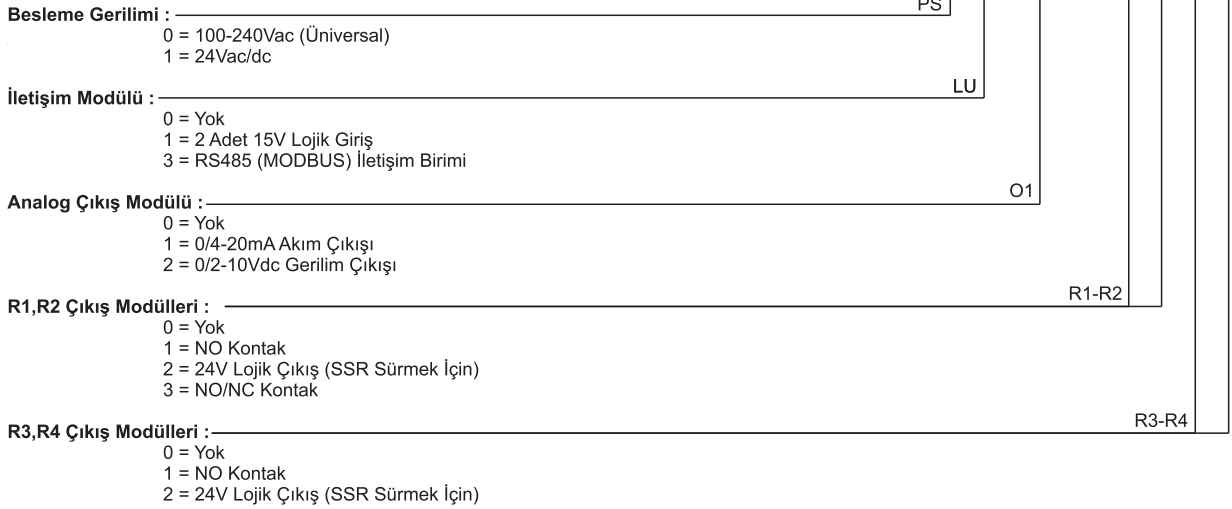 PS
Besleme Gerilimi :
0 = 100-240Vac (Üniversal)
1 = 24Vac/dc
LU
İletişim Modülü :
0 = Yok
1 = 2 Adet 15V Lojik Giriş
3 = RS485 (MODBUS) İletişim Birimi
O1
Analog Çıkış Modülü :
0 = Yok
1 = 0/4-20mA Akım Çıkışı
2 = 0/2-10Vdc Gerilim Çıkışı
R1-R2
R1,R2 Çıkış Modülleri :
0 = Yok
1 = NO Kontak
2 = 24V Lojik Çıkış (SSR Sürmek İçin)
3 = NO/NC Kontak
R3-R4
R3,R4 Çıkış Modülleri :
0 = Yok
1 = NO Kontak
2 = 24V Lojik Çıkış (SSR Sürmek İçin)